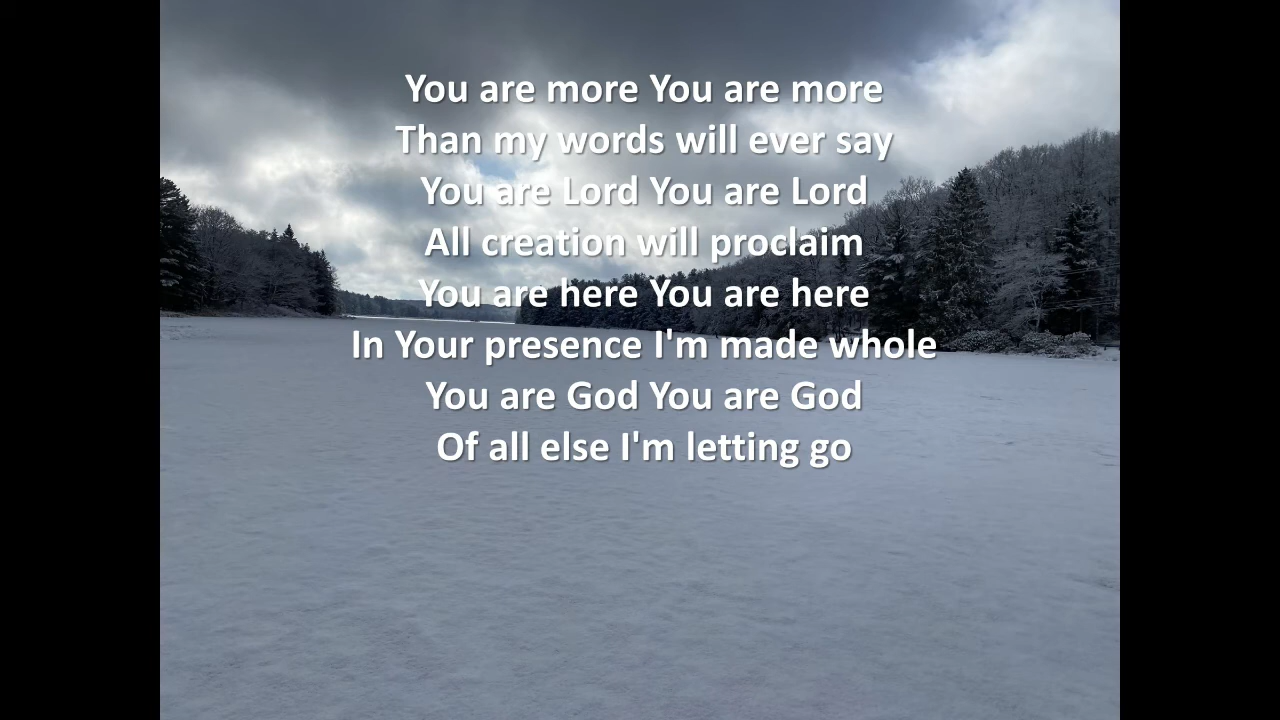 You are more You are more
Than my words will ever say
You are Lord You are Lord
All creation will proclaim
You are here You are here
In Your presence I'm made whole
You are God You are God
Of all else I'm letting go